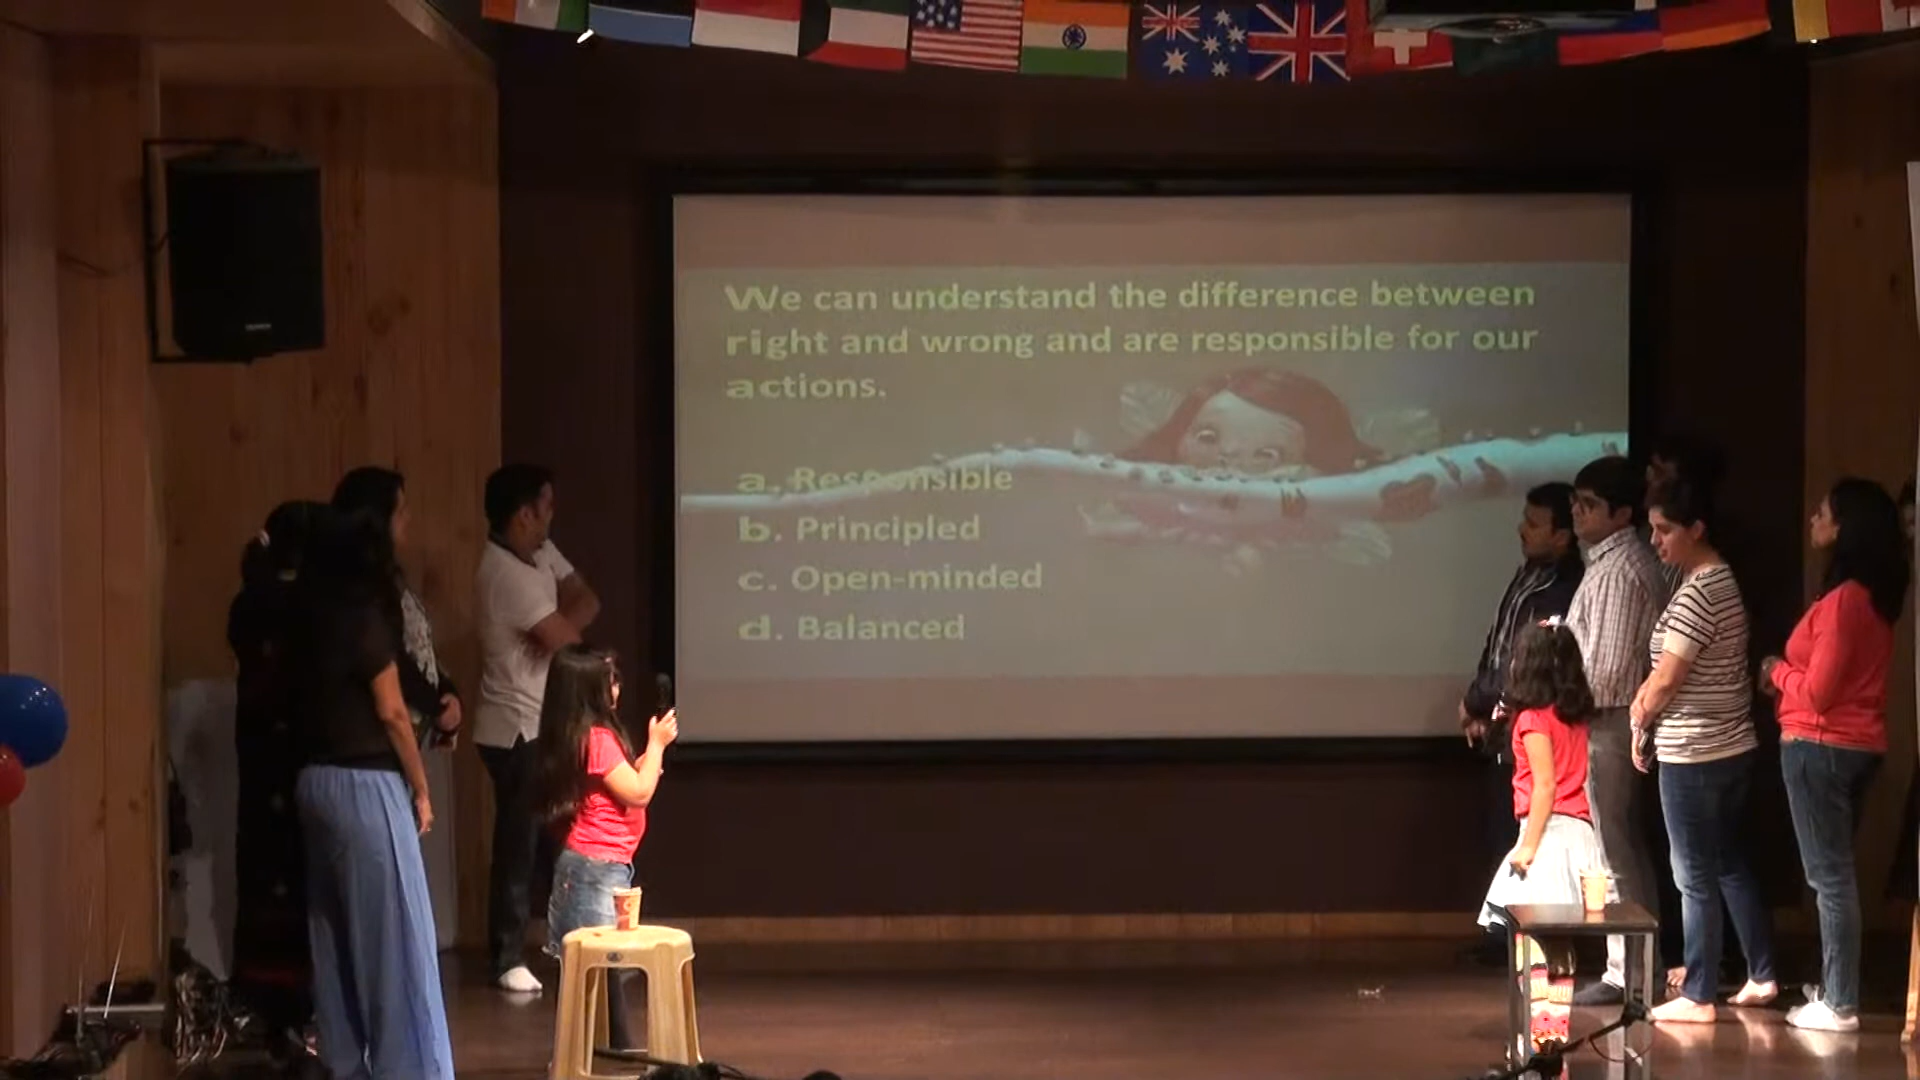 We can understand the difference between
right and wrong and are responsible for our
actions.
a. Responsible
b. Principled
c. Open-minded
d. Balanced